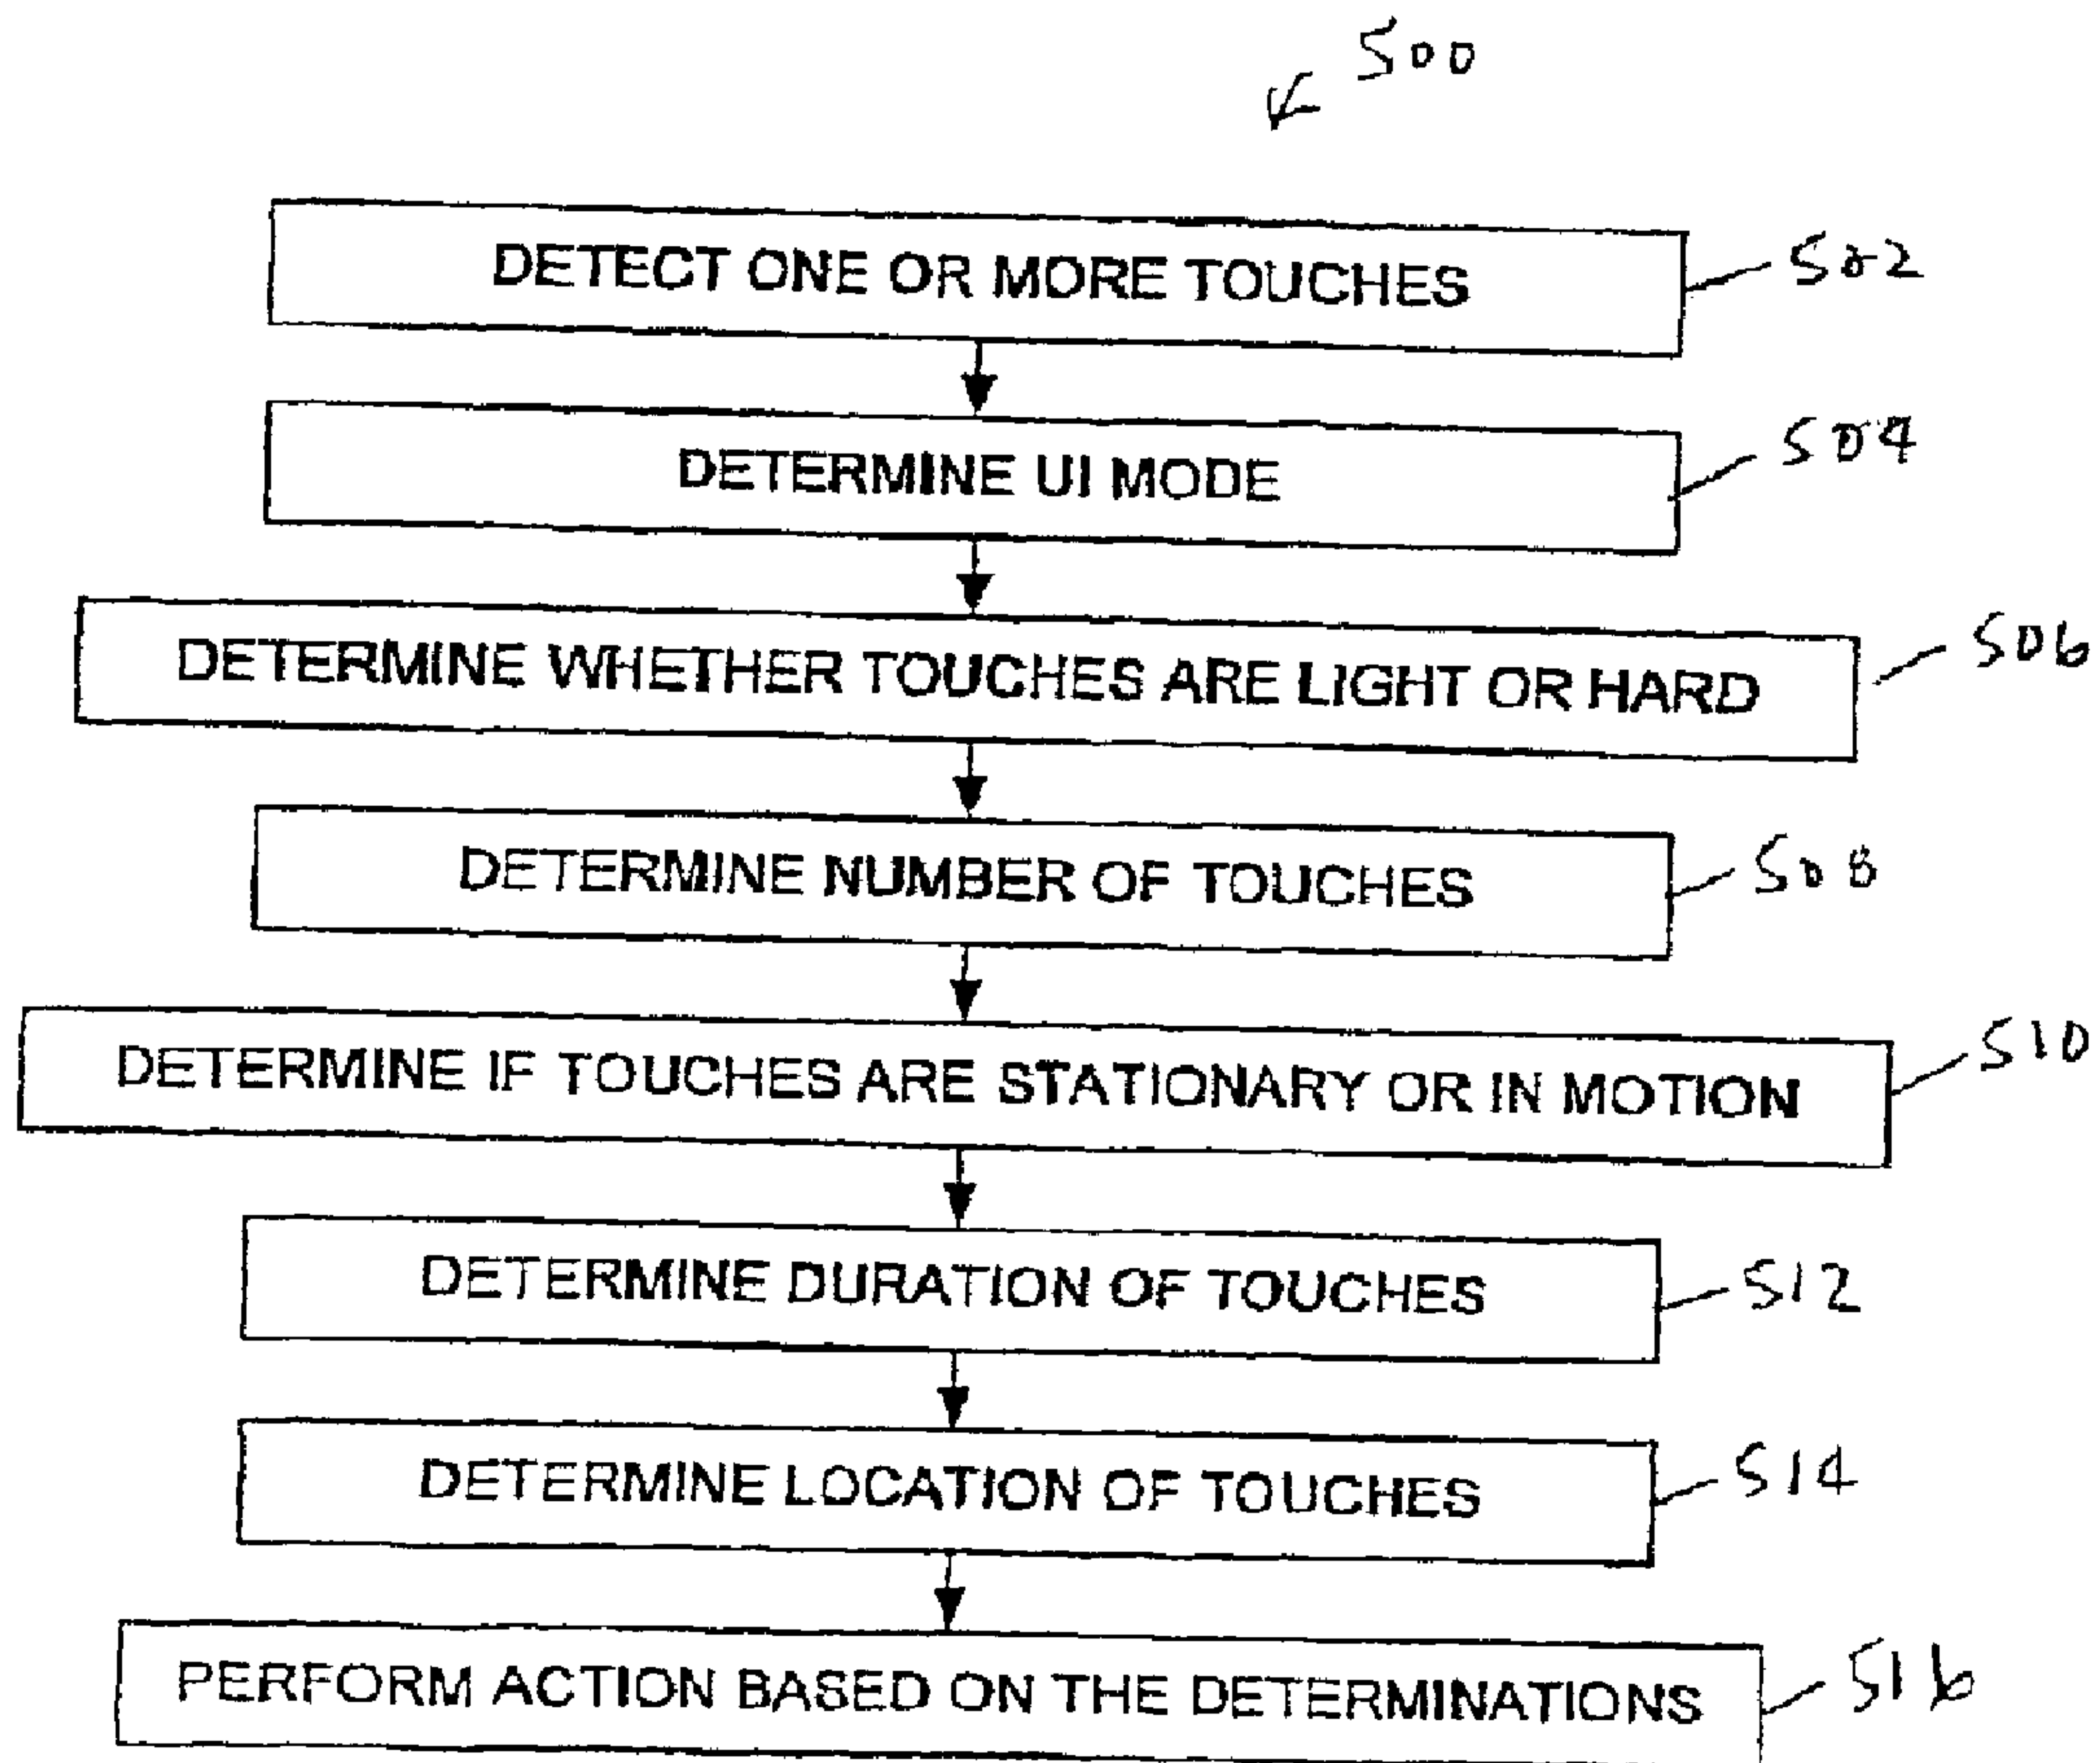 500
DETECT ONE OR MORE TOUCHES 502
DETERMINE UI MODE 504
DETERMINE WHETHER TOUCHES ARE LIGHT OR HARD 506
DETERMINE NUMBER OF TOUCHES 508
DETERMINE IF TOUCHES ARE STATIONARY OR IN MOTION 510
DETERMINE DURATION OF TOUCHES 512
DETERMINE LOCATION OF TOUCHES 514
PERFORM ACTION BASED ON THE DETERMINATIONS 516